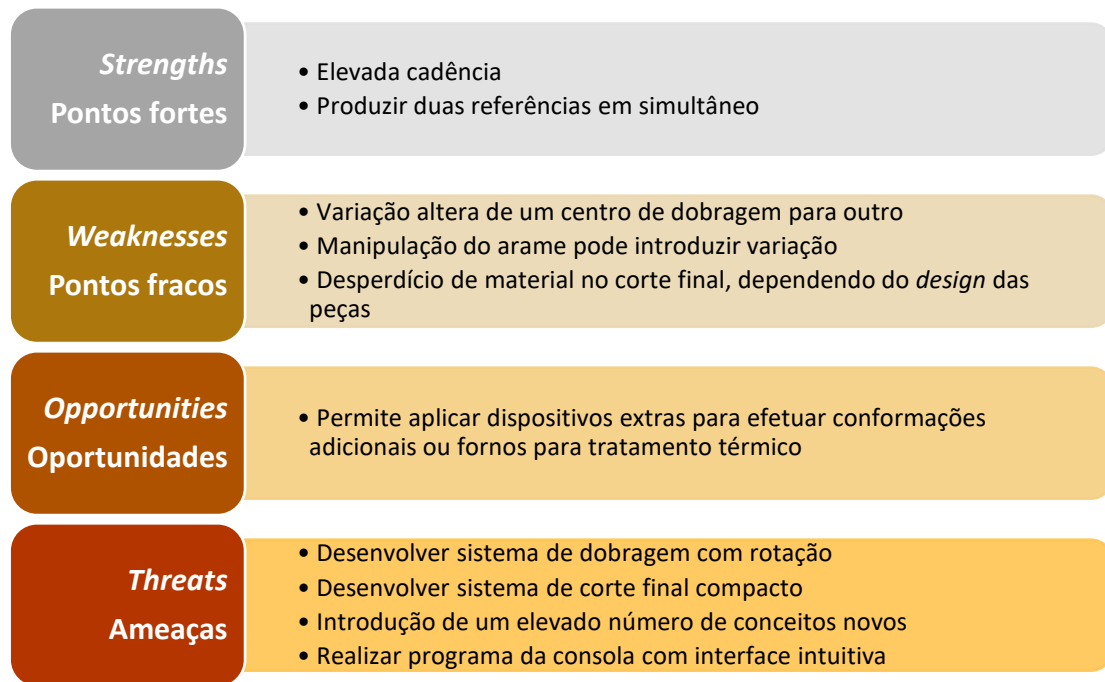 Strengths
Pontos fortes
• Elevada cadência
• Produzir duas referências em simultâneo
Weaknesses
Pontos fracos
• Variação altera de um centro de dobragem para outro
• Manipulação do arame pode introduzir variação
• Desperdício de material no corte final, dependendo do design das
peças
Opportunities
Oportunidades
• Permite aplicar dispositivos extras para efetuar conformações
adicionais ou fornos para tratamento térmico
Threats
Ameaças
• Desenvolver sistema de dobragem com rotação
• Desenvolver sistema de corte final compacto
• Introdução de um elevado número de conceitos novos
• Realizar programa da consola com interface intuitiva